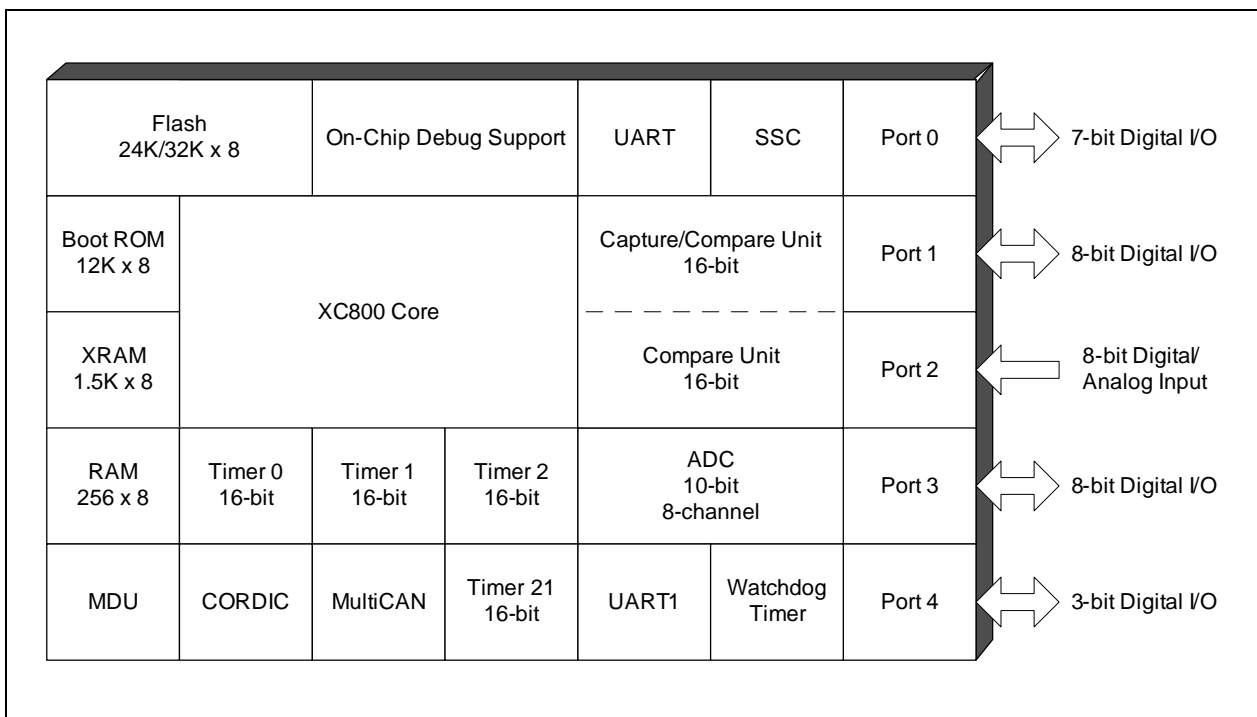 Flash
24K/32K x 8
On-Chip Debug Support
UART
SSC
Port 0
7-bit Digital I/O
Boot ROM
12K x 8
XC800 Core
Capture/Compare Unit
16-bit
Port 1
8-bit Digital I/O
XRAM
1.5K x 8
Compare Unit
16-bit
Port 2
8-bit Digital/
Analog Input
RAM
256 x 8
Timer 0
16-bit
Timer 1
16-bit
Timer 2
16-bit
ADC
10-bit
8-channel
Port 3
8-bit Digital I/O
MDU
CORDIC
MultiCAN
Timer 21
16-bit
UART1
Watchdog
Timer
Port 4
3-bit Digital I/O